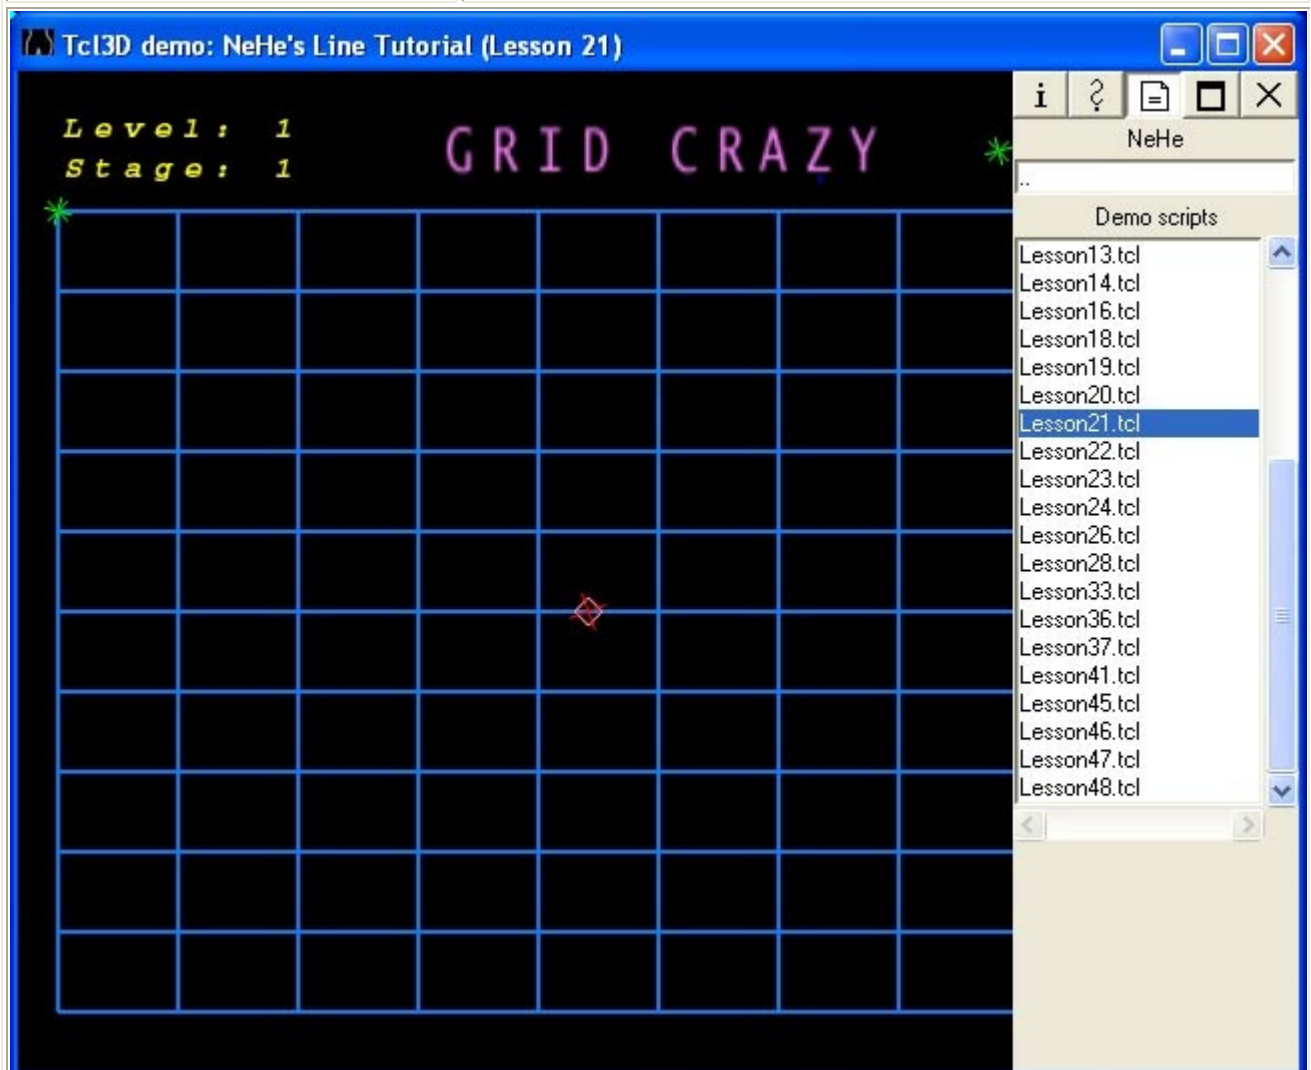 Tcl3D demo: NeHe's Line Tutorial (Lesson 21)
Level: 1
Stage: 1
GRID CRAZY
i ?
NeHe
..
Demo scripts
Lesson13.tcl
Lesson14.tcl
Lesson16.tcl
Lesson18.tcl
Lesson19.tcl
Lesson20.tcl
Lesson21.tcl
Lesson22.tcl
Lesson23.tcl
Lesson24.tcl
Lesson26.tcl
Lesson28.tcl
Lesson33.tcl
Lesson36.tcl
Lesson37.tcl
Lesson41.tcl
Lesson45.tcl
Lesson46.tcl
Lesson47.tcl
Lesson48.tcl